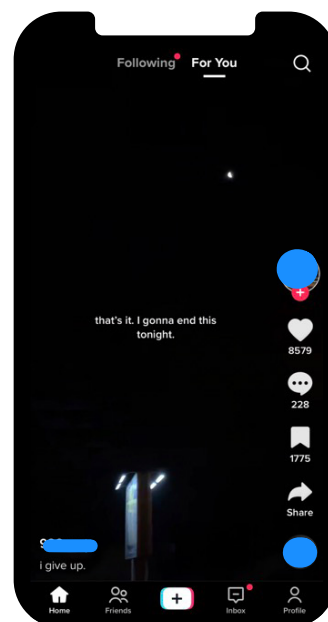 Following
For You
that's it. I gonna end this
tonight.
8579
228
1775
Share
i give up.
Home
Friends
Inbox
Profile